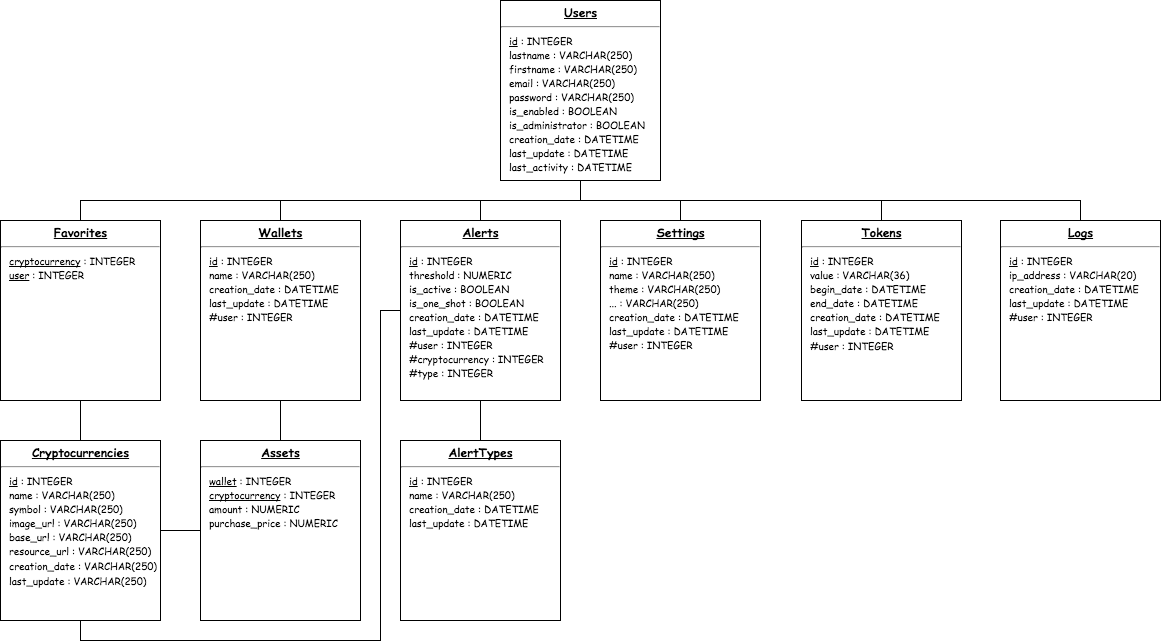 Users
id : INTEGER
lastname : VARCHAR(250)
firstname : VARCHAR(250)
email : VARCHAR(250)
password : VARCHAR(250)
is_enabled : BOOLEAN
is_administrator : BOOLEAN
creation_date : DATETIME
last_update : DATETIME
last_activity : DATETIME
Favorites
cryptocurrency : INTEGER
user : INTEGER
Wallets
id : INTEGER
name : VARCHAR(250)
creation_date : DATETIME
last_update : DATETIME
#user : INTEGER
Alerts
id : INTEGER
threshold : NUMERIC
is_active : BOOLEAN
is_one_shot : BOOLEAN
creation_date : DATETIME
last_update : DATETIME
#user : INTEGER
#cryptocurrency : INTEGER
#type : INTEGER
Settings
id : INTEGER
name : VARCHAR(250)
theme : VARCHAR(250)
... : VARCHAR(250)
creation_date : DATETIME
last_update : DATETIME
#user : INTEGER
Tokens
id : INTEGER
value : VARCHAR(36)
begin_date : DATETIME
end_date : DATETIME
creation_date : DATETIME
last_update : DATETIME
#user : INTEGER
Logs
id : INTEGER
ip_address : VARCHAR(20)
creation_date : DATETIME
last_update : DATETIME
#user : INTEGER
Cryptocurrencies
id : INTEGER
name : VARCHAR(250)
symbol : VARCHAR(250)
image_url : VARCHAR(250)
base_url : VARCHAR(250)
resource_url : VARCHAR(250)
creation_date : VARCHAR(250)
last_update : VARCHAR(250)
Assets
wallet : INTEGER
cryptocurrency : INTEGER
amount : NUMERIC
purchase_price : NUMERIC
AlertTypes
id : INTEGER
name : VARCHAR(250)
creation_date : DATETIME
last_update : DATETIME